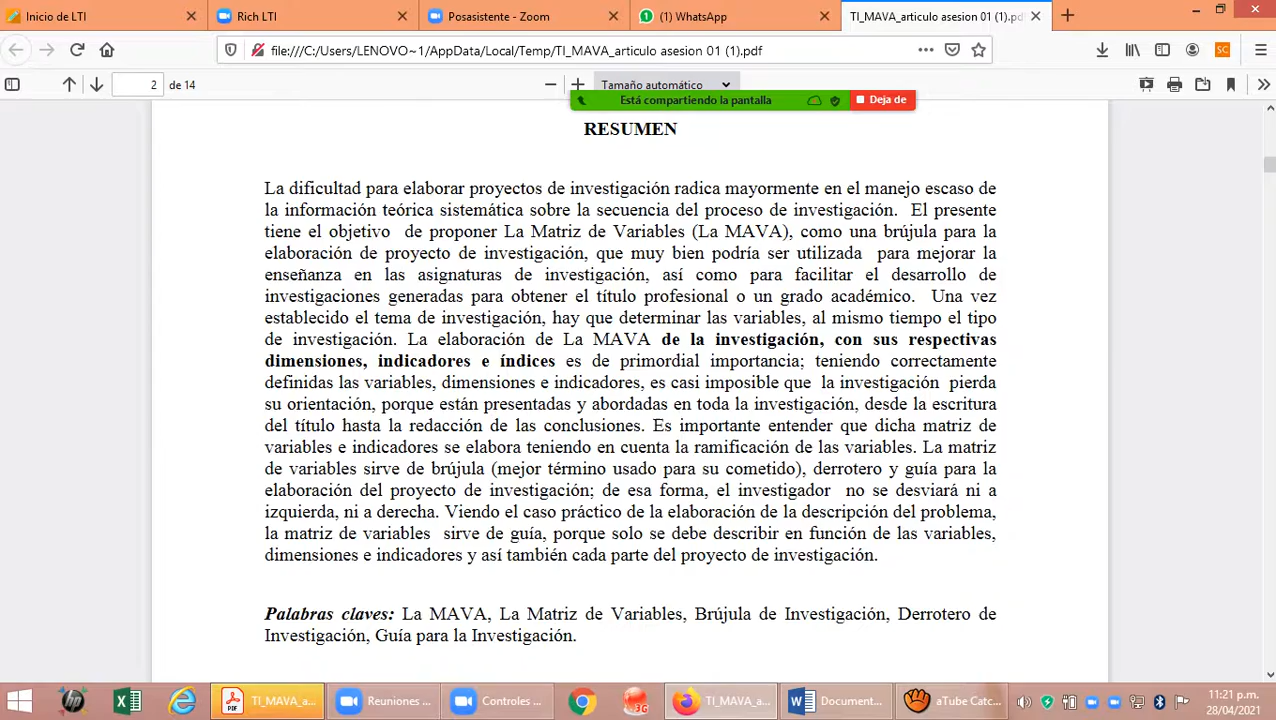 Inicio de LTI
Rich LTI
Posasistente - Zoom
(1) WhatsApp
TI_MAVA_articulo asesion 01 (1).pdf
file:///C:/Users/LENOVO~1/AppData/Local/Temp/TI_MAVA_articulo asesion 01 (1).pdf
SC
2 de 14
Tamaño automático
Está compartiendo la pantalla
Deja de
RESUMEN
La dificultad para elaborar proyectos de investigación radica mayormente en el manejo escaso de
la información teórica sistemática sobre la secuencia del proceso de investigación. El presente
tiene el objetivo de proponer La Matriz de Variables (La MAVA), como una brújula para la
elaboración de proyecto de investigación, que muy bien podría ser utilizada para mejorar la
enseñanza en las asignaturas de investigación, así como para facilitar el desarrollo de
investigaciones generadas para obtener el título profesional o un grado académico. Una vez
establecido el tema de investigación, hay que determinar las variables, al mismo tiempo el tipo
de investigación. La elaboración de La MAVA de la investigación, con sus respectivas
dimensiones, indicadores e índices es de primordial importancia; teniendo correctamente
definidas las variables, dimensiones e indicadores, es casi imposible que la investigación pierda
su orientación, porque están presentadas y abordadas en toda la investigación, desde la escritura
del título hasta la redacción de las conclusiones. Es importante entender que dicha matriz de
variables e indicadores se elabora teniendo en cuenta la ramificación de las variables. La matriz
de variables sirve de brújula (mejor término usado para su cometido), derrotero y guía para la
elaboración del proyecto de investigación; de esa forma, el investigador no se desviará ni a
izquierda, ni a derecha. Viendo el caso práctico de la elaboración de la descripción del problema,
la matriz de variables sirve de guía, porque solo se debe describir en función de las variables,
dimensiones e indicadores y así también cada parte del proyecto de investigación.
Palabras claves: La MAVA, La Matriz de Variables, Brújula de Investigación, Derrotero de
Investigación, Guía para la Investigación.
TI_MAVA_a...
Reuniones ...
Controles ...
3G
TI_MAVA_a...
Document...
aTube Catc...
11:21 p.m.
28/04/2021